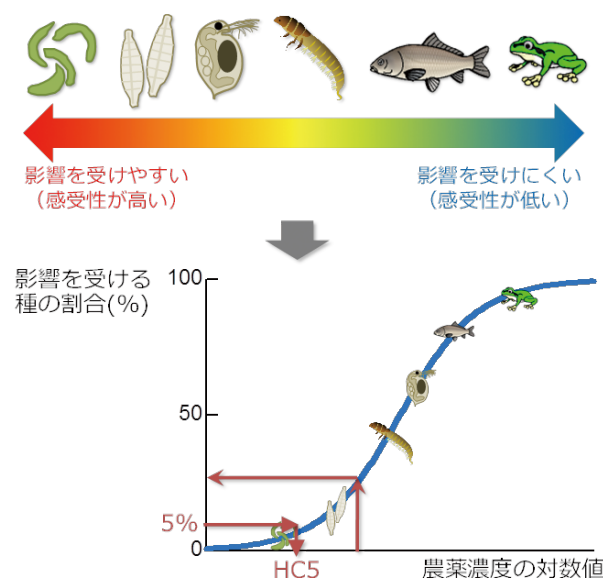 影響を受けやすい
（感受性が高い）
影響を受けにくい
（感受性が低い）
影響を受ける
種の割合(%)
100
50
5%
0
HC5
農薬濃度の対数値